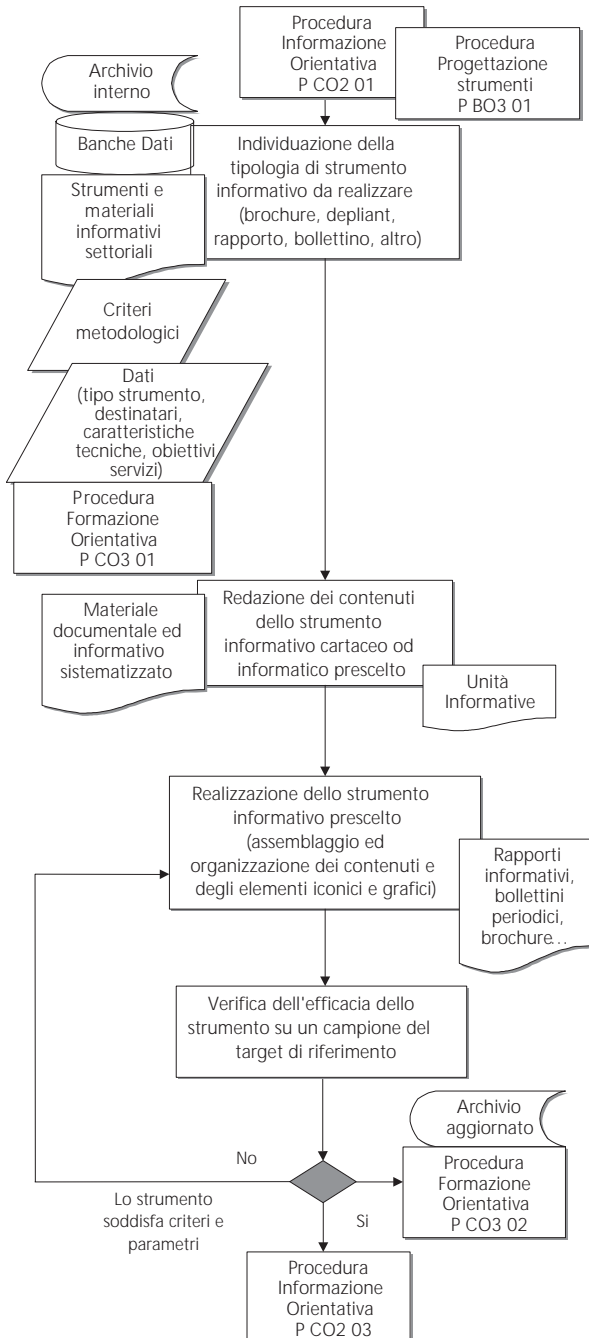 Procedura
Informazione
Orientativa
P CO2 01
Procedura
Progettazione
strumenti
P BO3 01
Archivio
interno
Banche Dati
Individuazione della
tipologia di strumento
informativo da realizzare
(brochure, depliant,
rapporto, bollettino, altro)
Strumenti e
materiali
informativi
settoriali
Criteri
metodologici
Dati
(tipo strumento,
destinatari,
caratteristiche
tecniche, obiettivi
servizi)
Procedura
Formazione
Orientativa
P CO3 01
Materiale
documentale ed
informativo
sistematizzato
Redazione dei contenuti
dello strumento
informativo cartaceo od
informatico prescelto
Unità
Informative
Realizzazione dello strumento
informativo prescelto
(assemblaggio ed
organizzazione dei contenuti e
degli elementi iconici e grafici)
Rapporti
informativi,
bollettini
periodici,
brochure…
Verifica dell'efficacia dello
strumento su un campione del
target di riferimento
Archivio
aggiornato
No
Procedura
Formazione
Orientativa
P CO3 02
Lo strumento
soddisfa criteri e
parametri
Si
Procedura
Informazione
Orientativa
P CO2 03